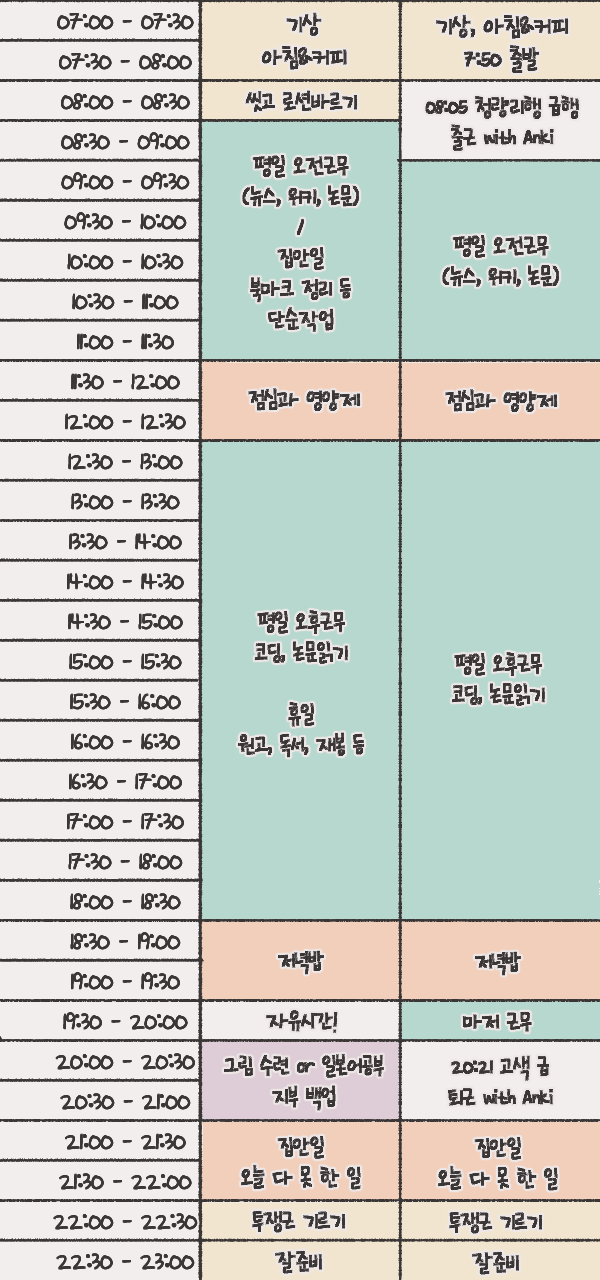 07:00 - 07:30
07:30 - 08:00
08:00 - 08:30
08:30 - 09:00
09:00 - 09:30
09:30 - 10:00
10:00 - 10:30
10:30 - 11:00
11:00 - 11:30
11:30 - 12:00
12:00 - 12:30
12:30 - 13:00
13:00 - 13:30
13:30 - 14:00
14:00 - 14:30
14:30 - 15:00
15:00 - 15:30
15:30 - 16:00
16:00 - 16:30
16:30 - 17:00
17:00 - 17:30
17:30 - 18:00
18:00 - 18:30
18:30 - 19:00
19:00 - 19:30
19:30 - 20:00
20:00 - 20:30
20:30 - 21:00
21:00 - 21:30
21:30 - 22:00
22:00 - 22:30
22:30 - 23:00
기상
아침&커피
씻고 로션바르기
평일 오전근무
(뉴스, 위키, 논문)
/
집안일
북마크 정리 등
단순작업
점심과 영양제
평일 오후근무
코딩, 논문읽기
휴일
원고, 독서, 재봉 등
저녁밥
자유시간!
그림 수련 or 일본어공부
지부 백업
집안일
오늘 다 못 한 일
투쟁근 기르기
잘준비
기상, 아침&커피
7:50 출발
08:05 청량리행 급행
출근 with Anki
평일 오전근무
(뉴스, 위키, 논문)
점심과 영양제
평일 오후근무
코딩, 논문읽기
저녁밥
마저 근무
20:21 고색 급
퇴근 with Anki
집안일
오늘 다 못 한 일
투쟁근 기르기
잘준비